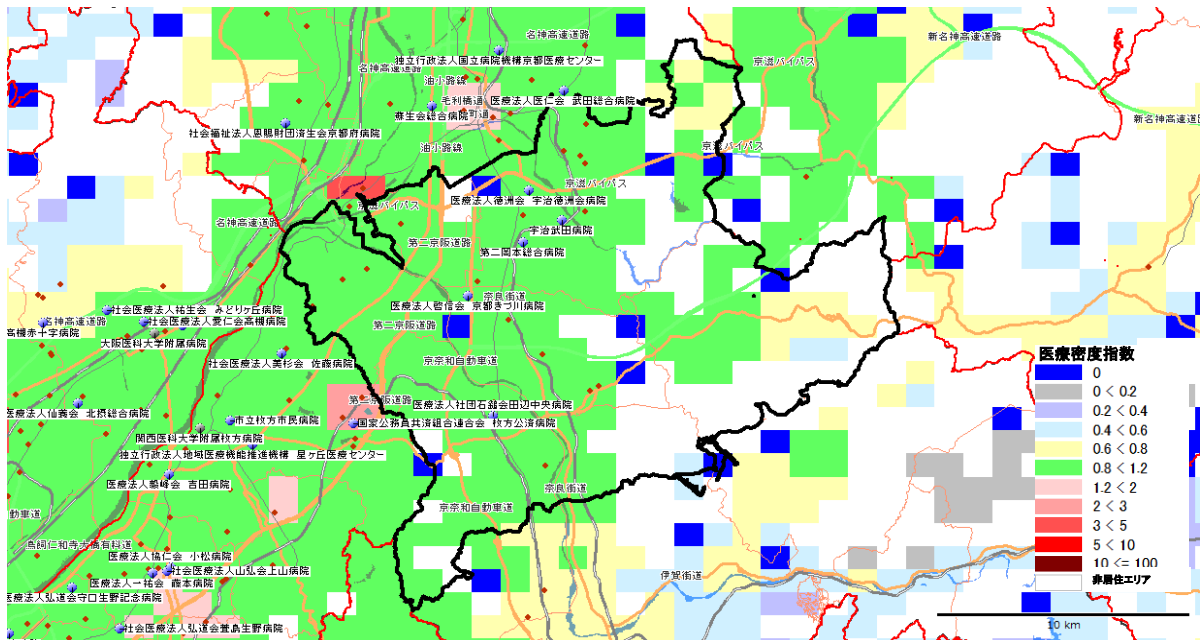 名神高速道路
新名神高速道路
独立行政法人国立病院機構京都医療センター
名神高速道路
京滋バイパス
油小路線
毛利橋通
医療法人医仁会 武田総合病院
蘇生会総合病院
新名神高速道路
社会福祉法人恩賜財団済生会京都府病院
油小路線
京滋バイパス
京滋バイパス
医療法人徳洲会 宇治徳洲会病院
京滋バイパス
名神高速道路
宇治武田病院
第二京阪道路
第二岡本総合病院
奈良街道
医療法人啓信会 京都きづ川病院
社会医療法人祐生会 みどりヶ丘病院
名神高速道路
社会医療法人愛仁会高槻病院
高槻赤十字病院
第二京阪道路
大阪医科大学附属病院
京奈和自動車道
社会医療法人美杉会 佐藤病院
医療密度指数
0
0 < 0.2
0.2 < 0.4
0.4 < 0.6
0.6 < 0.8
0.8 < 1.2
1.2 < 2
2 < 3
3 < 5
5 < 10
10 <= 100
非居住エリア
第二京阪道路
医療法人社団石鎚会田辺中央病院
医療法人仙養会 北摂総合病院
市立枚方市民病院
国家公務員共済組合連合会 枚方公済病院
関西医科大学附属枚方病院
独立行政法人地域医療機能推進機構 星ヶ丘医療センター
医療法人毅峰会 吉田病院
奈良街道
京奈和自動車道
動車道
鳥飼仁和寺大橋有料道
医療法人協仁会 小松病院
社会医療法人山弘会上山病院
伊賀街道
医療法人一祐会 藤本病院
医療法人弘道会守口生野記念病院
社会医療法人弘道会萱島生野病院
10 km